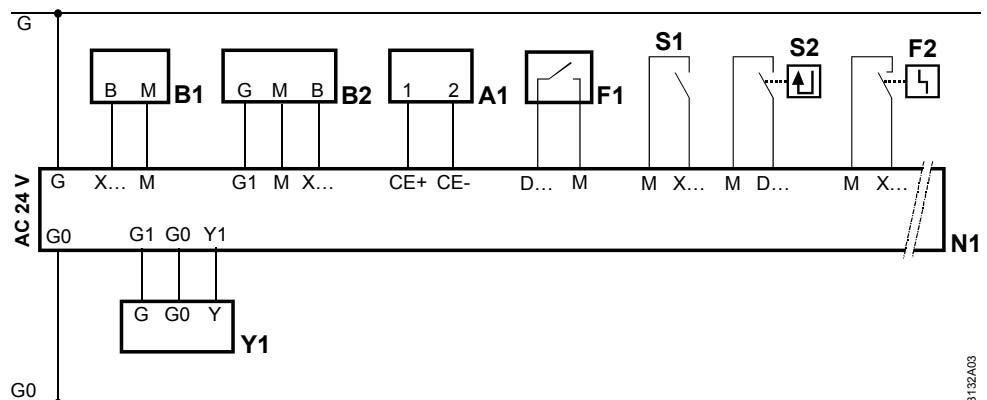 G
S1 S2 F2
B M B1 G M B B2 1 2 A1 F1
AC 24 V
G X... M G1 M X... CE+ CE- D... M M X... M D... M X...
G0 G1 G0 Y1 N1
G G0 Y Y1
G0
3132A03